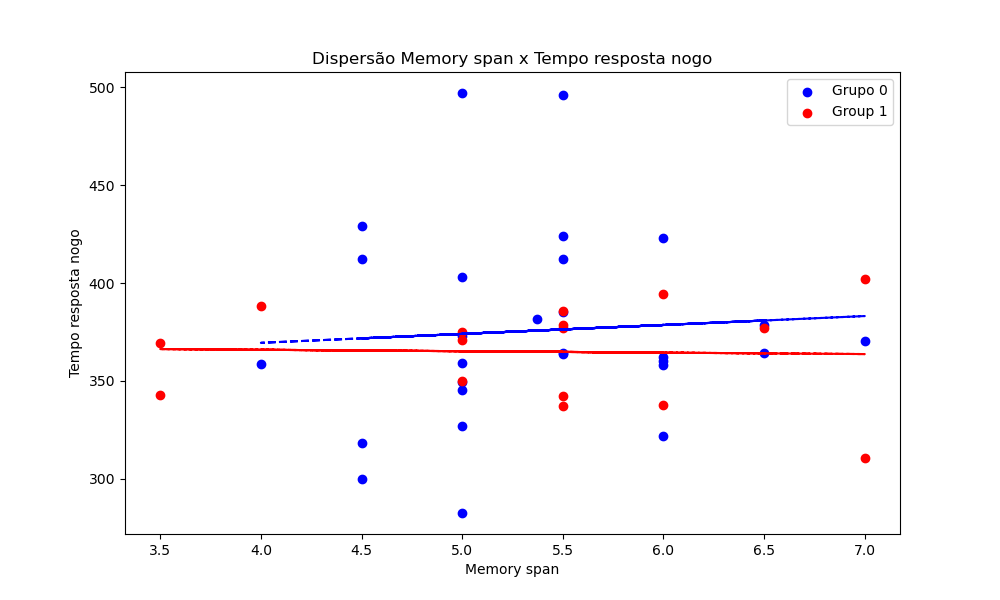 Dispersão Memory span x Tempo resposta nogo
Grupo 0
Group 1
Tempo resposta nogo
500
450
400
350
300
3.5 4.0 4.5 5.0 5.5 6.0 6.5 7.0
Memory span